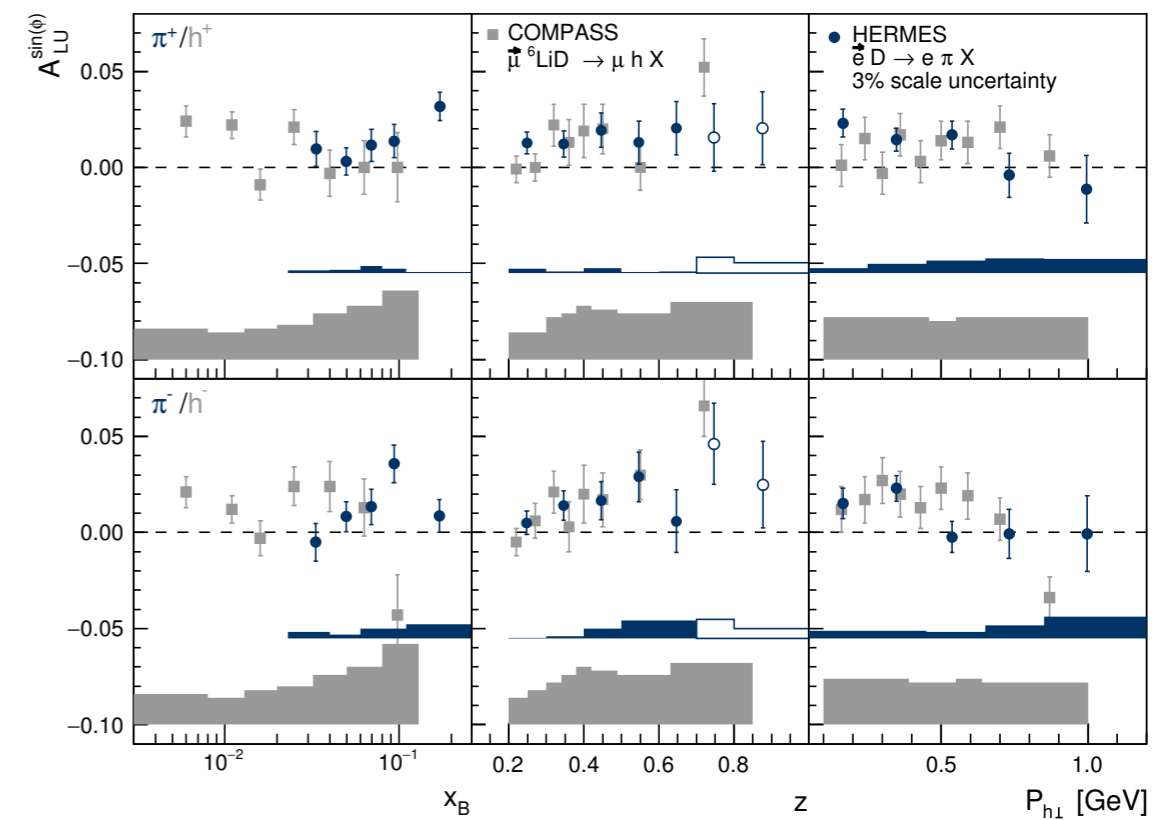 A_LU^sin(ϕ)
π⁺/h⁺
COMPASS
μ⃗ ⁶LiD → μ h X
HERMES
e⃗ D → e π X
3% scale uncertainty
0.05
0.00
−0.05
−0.10
π⁻/h⁻
0.05
0.00
−0.05
−0.10
10⁻² 10⁻¹ 0.2 0.4 0.6 0.8 0.5 1.0
x_B z P_h⊥ [GeV]